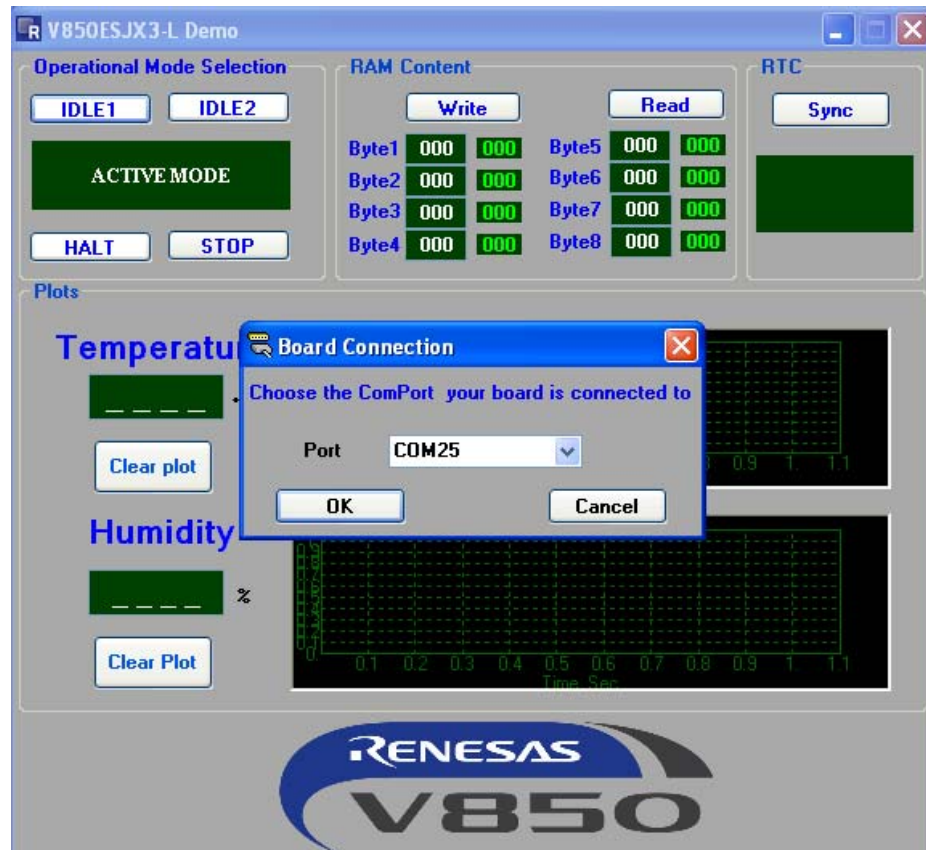 V850ESJX3-L Demo
Operational Mode Selection
IDLE1 IDLE2
ACTIVE MODE
HALT STOP
RAM Content
Write Read
Byte1 000 000 Byte5 000 000
Byte2 000 000 Byte6 000 000
Byte3 000 000 Byte7 000 000
Byte4 000 000 Byte8 000 000
RTC
Sync
Plots
Temperatu
_ _ _ _
Clear plot
0.9 1. 1.1
Board Connection
Choose the ComPort your board is connected to
Port COM25
OK Cancel
Humidity
_ _ _ _ %
Clear Plot
0. 0.1 0.2 0.3 0.4 0.5 0.6 0.7 0.8 0.9 1. 1.1
Time, Sec
RENESAS
V850